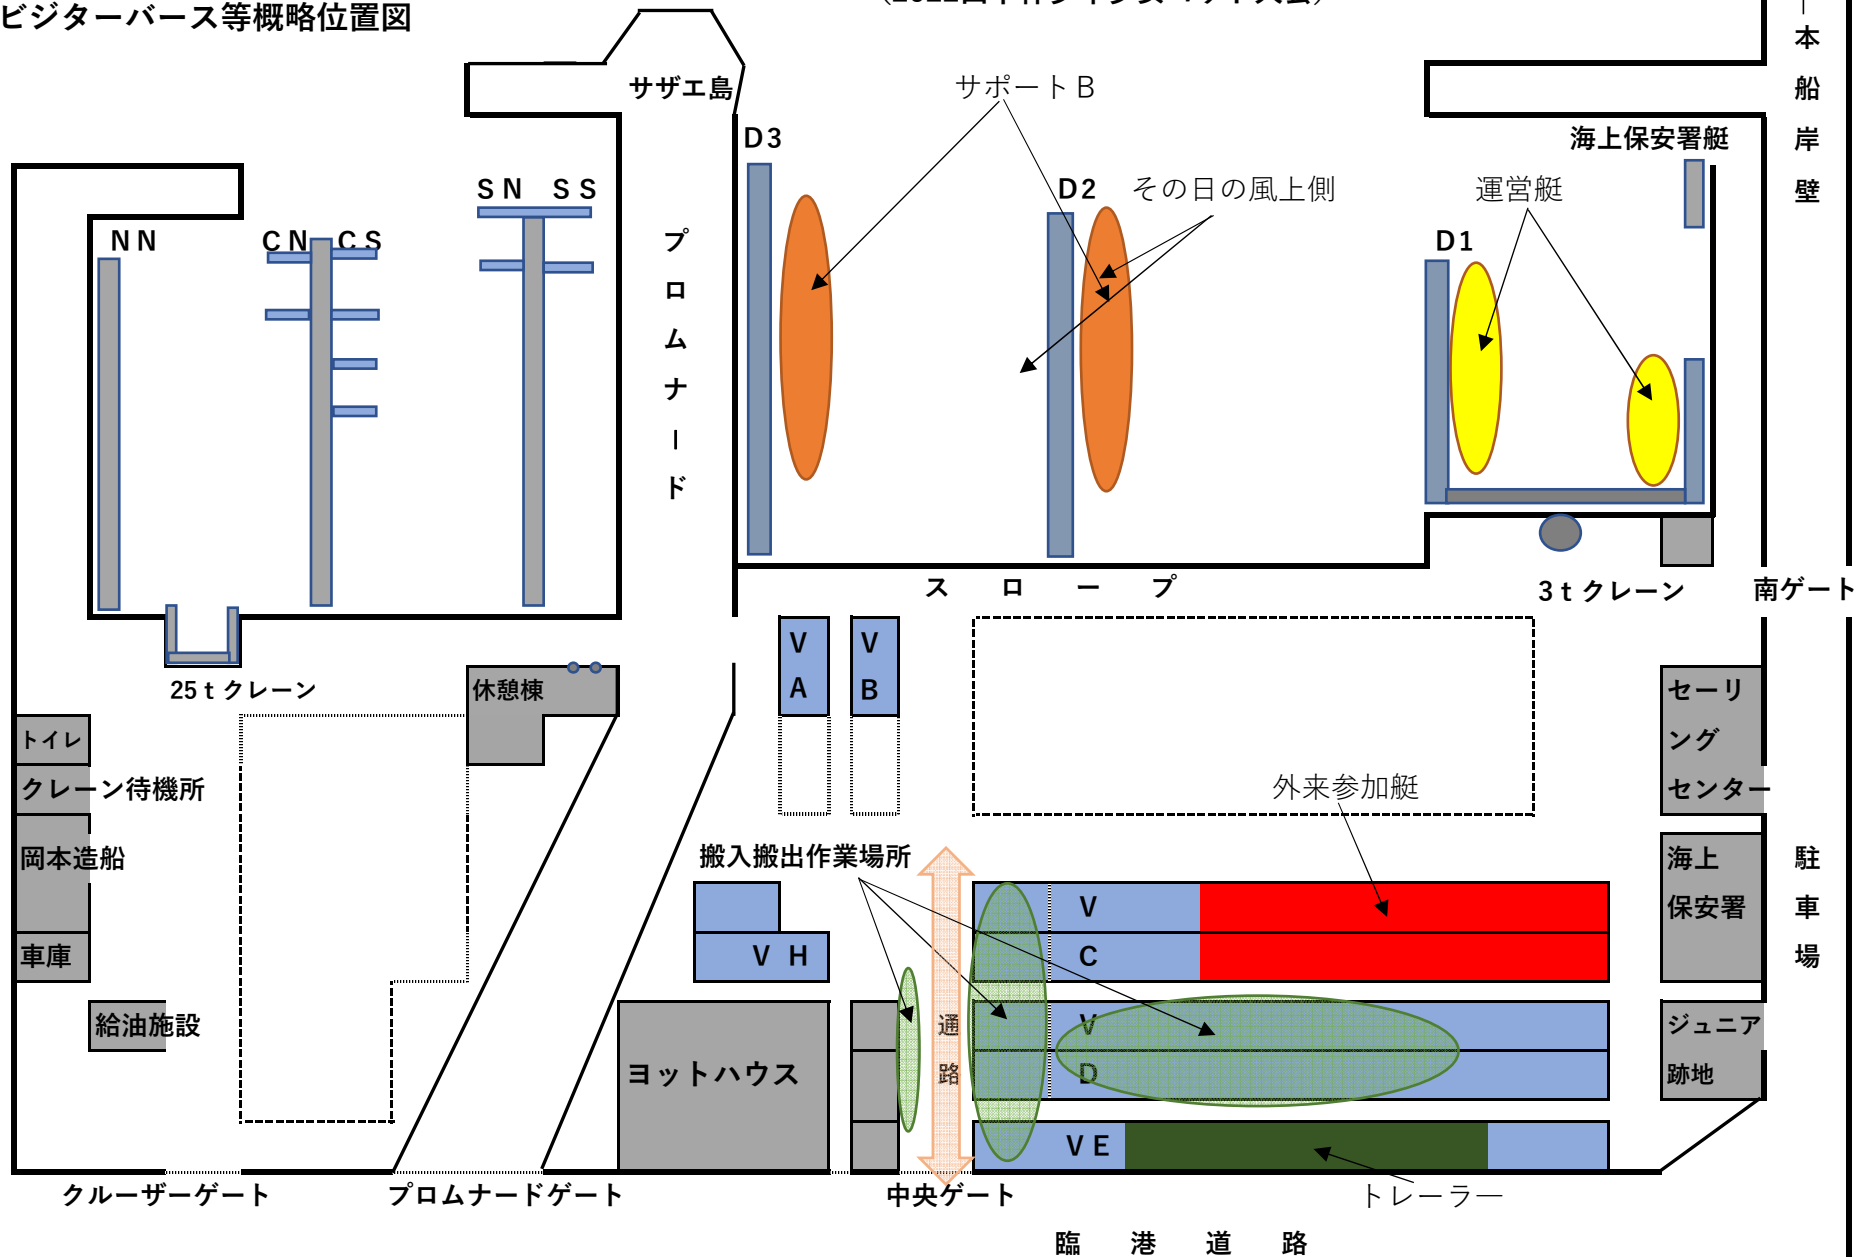 ビジターバース等概略位置図
サザエ島
サポートB
D3
海上保安署艇
SN SS
D2
その日の風上側
運営艇
NN
CN CS
D1
プロムナード
一本船岸壁
スロープ
3tクレーン
南ゲート
V
A
V
B
25tクレーン
休憩棟
セーリ
ング
センター
トイレ
クレーン待機所
外来参加艇
岡本造船
搬入搬出作業場所
海上
保安署
駐車場
車庫
V H
V
C
給油施設
ヨットハウス
通路
V
D
ジュニア
跡地
VE
クルーザーゲート
プロムナードゲート
中央ゲート
トレーラー
臨港道路